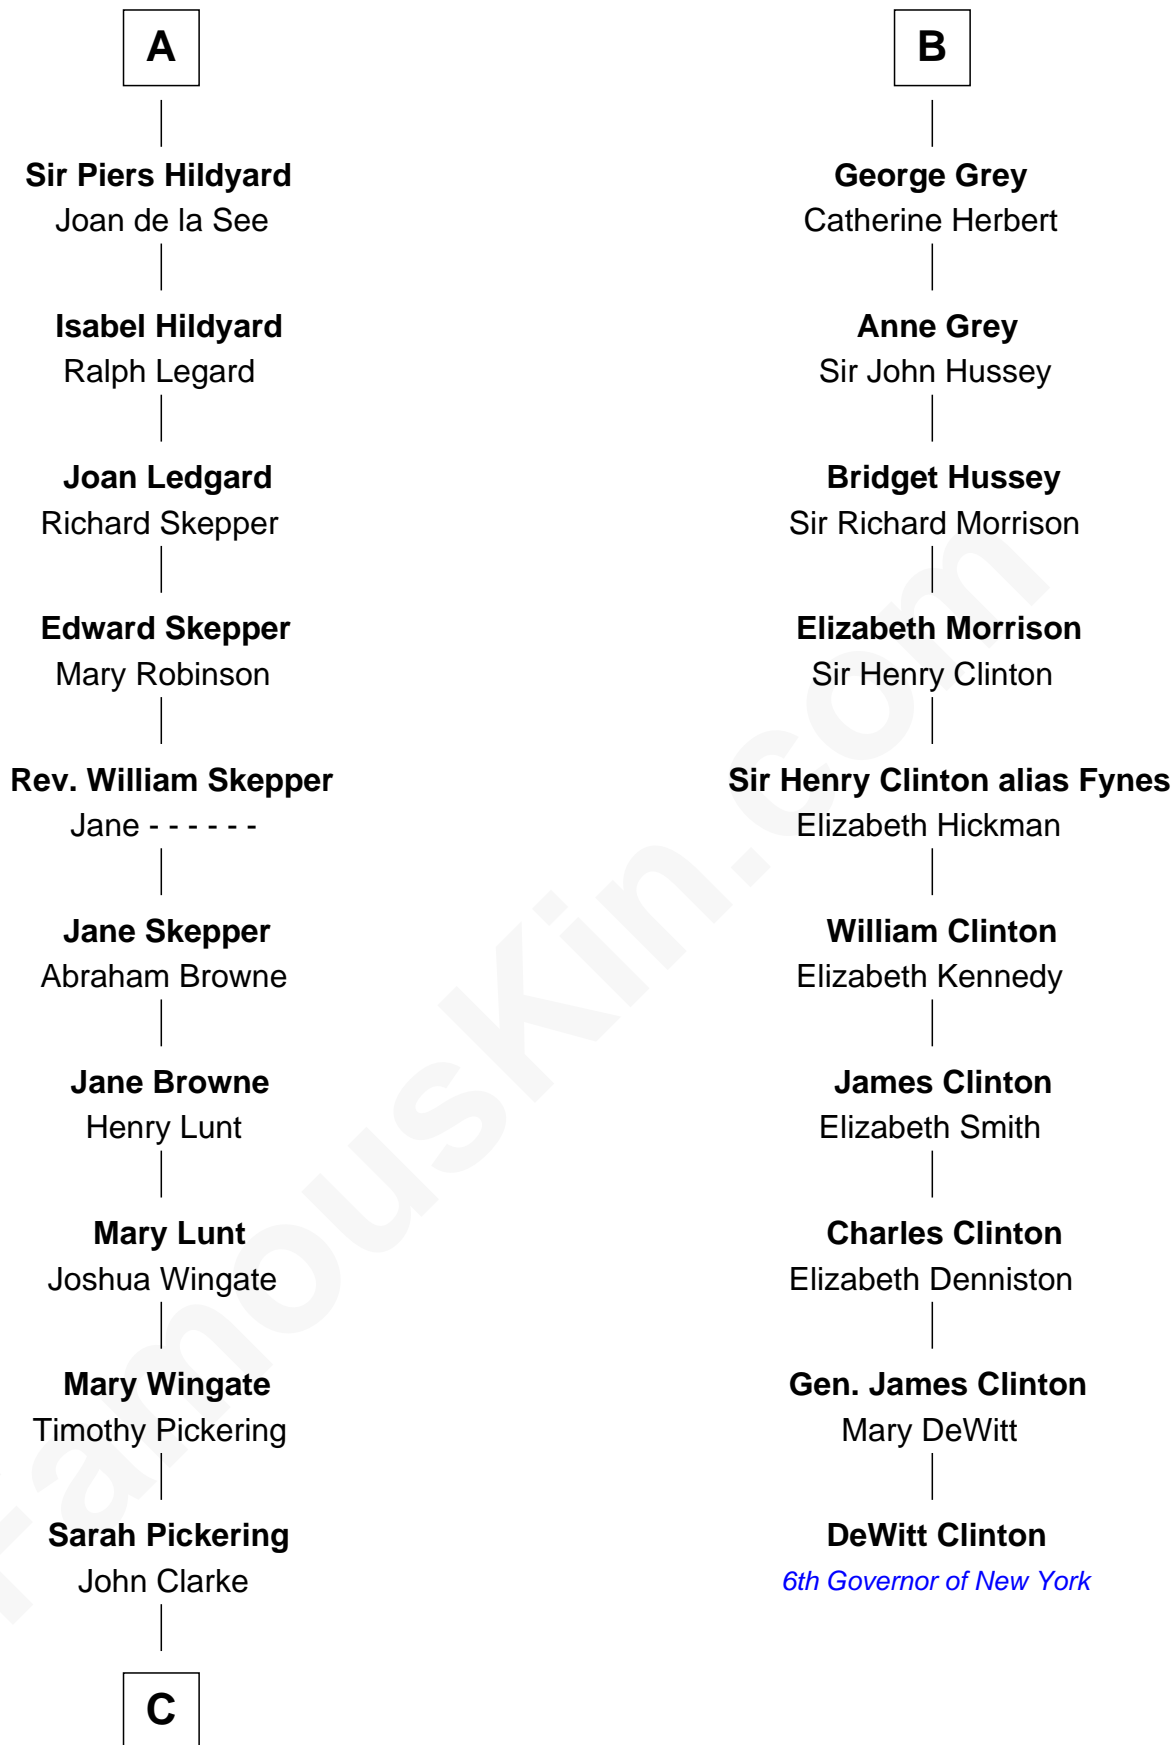 A
Sir Piers Hildyard
Joan de la See
Isabel Hildyard
Ralph Legard
Joan Ledgard
Richard Skepper
Edward Skepper
Mary Robinson
Rev. William Skepper
Jane - - - - - -
Jane Skepper
Abraham Browne
Jane Browne
Henry Lunt
Mary Lunt
Joshua Wingate
Mary Wingate
Timothy Pickering
Sarah Pickering
John Clarke
C
B
George Grey
Catherine Herbert
Anne Grey
Sir John Hussey
Bridget Hussey
Sir Richard Morrison
Elizabeth Morrison
Sir Henry Clinton
Sir Henry Clinton alias Fynes
Elizabeth Hickman
William Clinton
Elizabeth Kennedy
James Clinton
Elizabeth Smith
Charles Clinton
Elizabeth Denniston
Gen. James Clinton
Mary DeWitt
DeWitt Clinton
6th Governor of New York
FamousKin.com